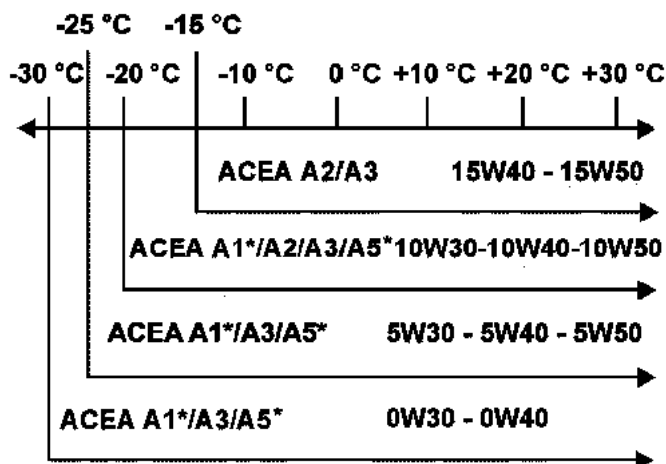 -25 °C -15 °C
-30 °C -20 °C -10 °C 0 °C +10 °C +20 °C +30 °C
ACEA A2/A3 15W40 - 15W50
ACEA A1*/A2/A3/A5* 10W30-10W40-10W50
ACEA A1*/A3/A5* 5W30 - 5W40 - 5W50
ACEA A1*/A3/A5* 0W30 - 0W40